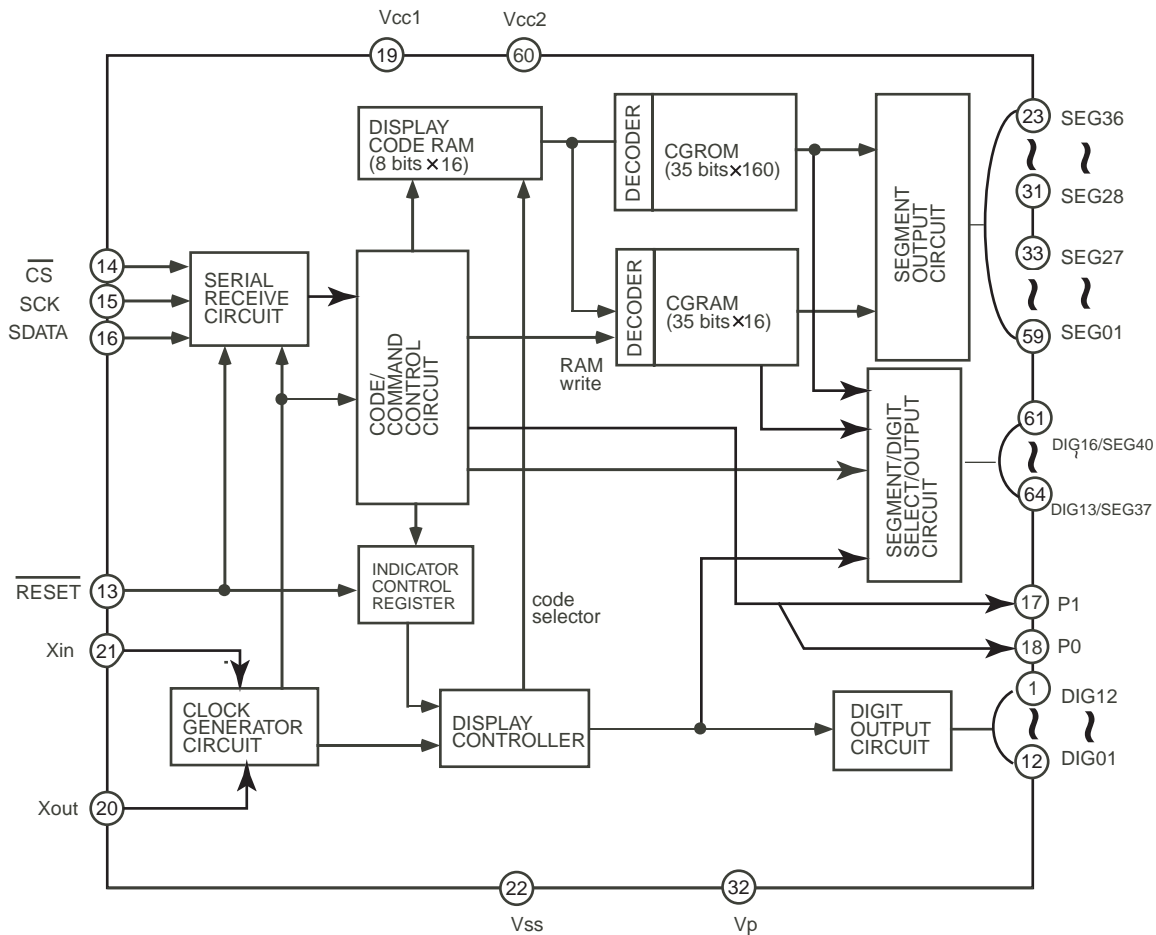 Vcc1
Vcc2
19
60
DISPLAY
CODE RAM
(8 bits×16)
DECODER
CGROM
(35 bits×160)
SEGMENT
OUTPUT
CIRCUIT
23
SEG36
31
SEG28
33
SEG27
59
SEG01
CS
14
SCK
15
SDATA
16
SERIAL
RECEIVE
CIRCUIT
CODE/
COMMAND
CONTROL
CIRCUIT
DECODER
CGRAM
(35 bits×16)
RAM
write
SEGMENT/DIGIT
SELECT/OUTPUT
CIRCUIT
61
DIG16/SEG40
~
64
DIG13/SEG37
RESET
13
INDICATOR
CONTROL
REGISTER
code
selector
17
P1
18
P0
Xin
21
CLOCK
GENERATOR
CIRCUIT
DISPLAY
CONTROLLER
DIGIT
OUTPUT
CIRCUIT
1
DIG12
12
DIG01
Xout
20
22
32
Vss
Vp